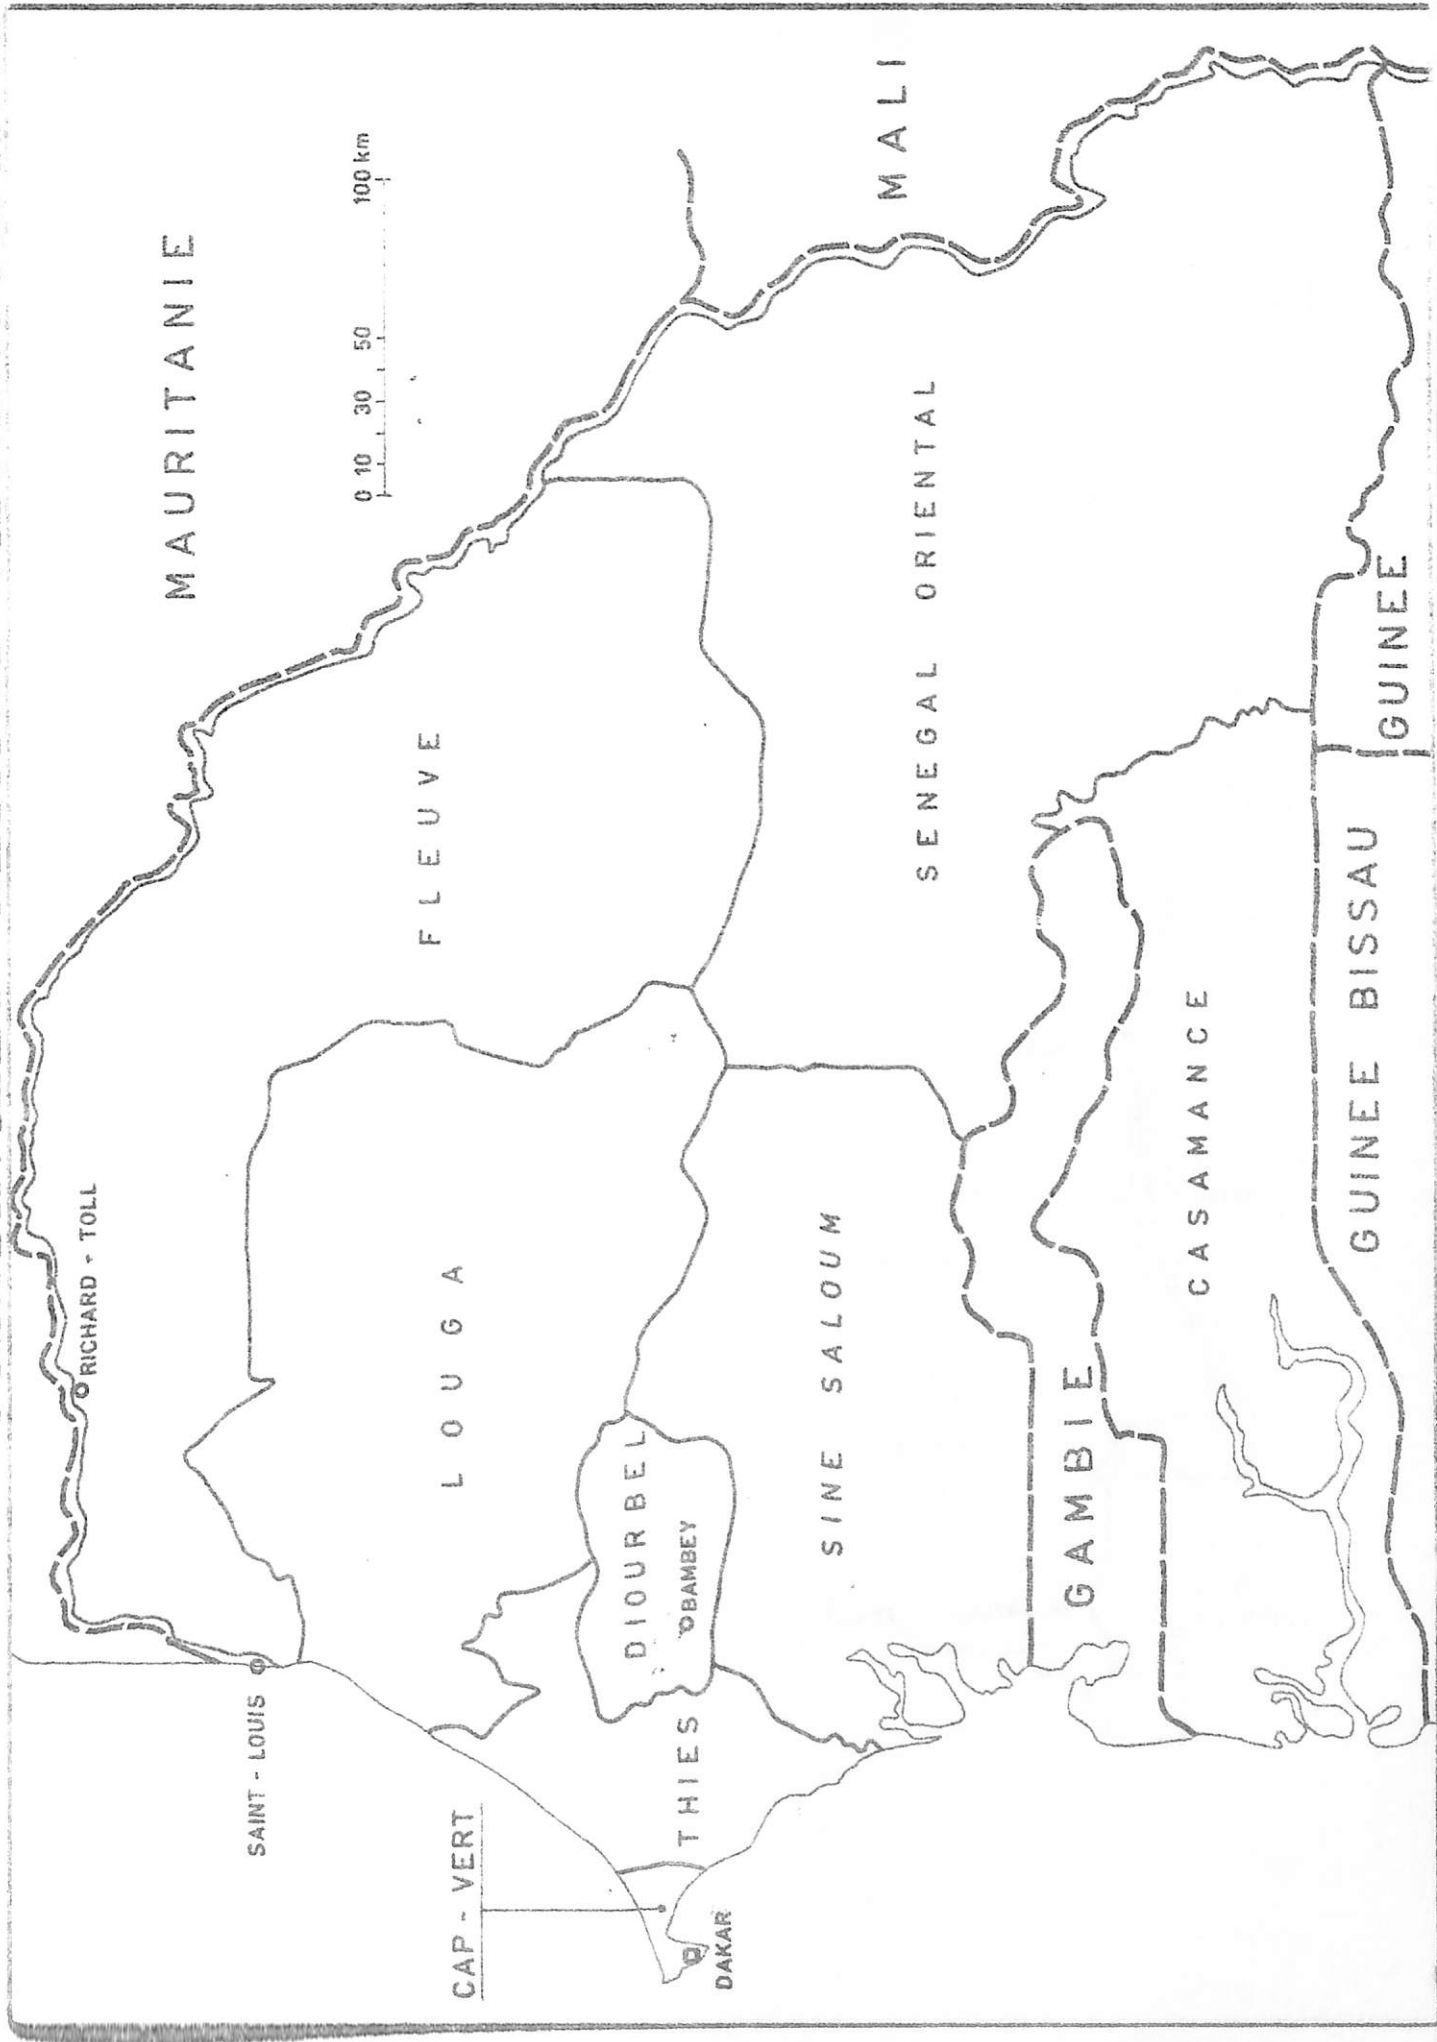 MAURITANIE
0 10 30 50 100 km
RICHARD - TOLL
SAINT - LOUIS
FLEUVE
LOUGA
CAP - VERT
DIOURBEL
BAMBEY
THIES
DAKAR
MALI
SENEGAL ORIENTAL
SINE SALOUM
GAMBIE
CASAMANCE
GUINEE BISSAU
GUINEE